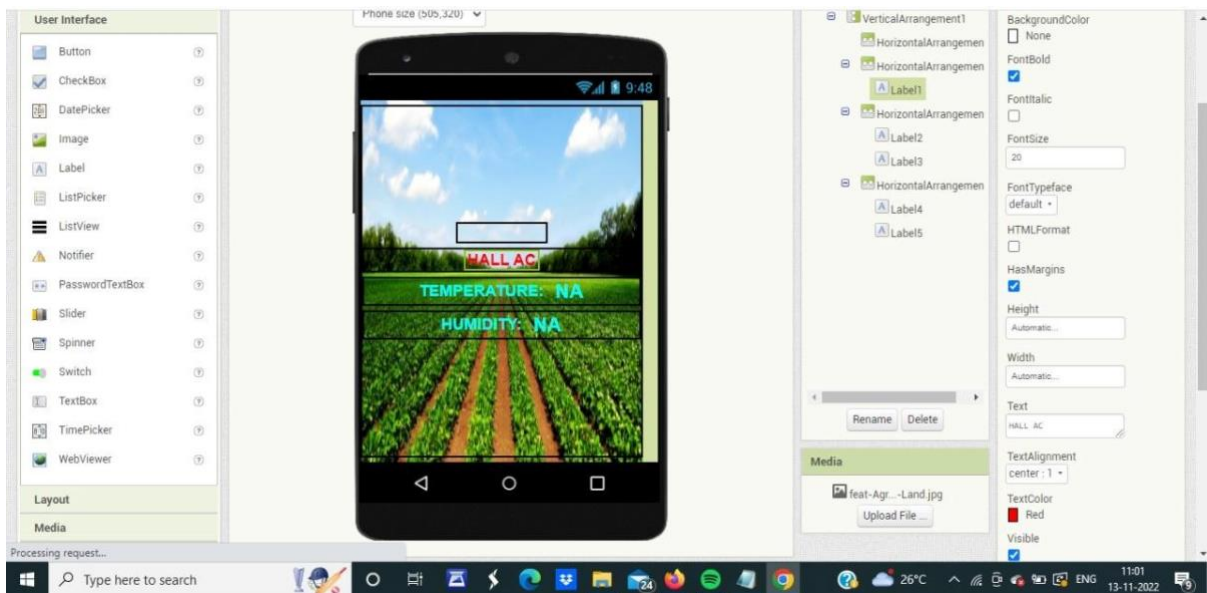 User Interface
Button
CheckBox
DatePicker
Image
Label
ListPicker
ListView
Notifier
PasswordTextBox
Slider
Spinner
Switch
TextBox
TimePicker
WebViewer
Layout
Media
Processing request...
Phone size (505,320)
9:48
HALL AC
TEMPERATURE: NA
HUMIDITY: NA
VerticalArrangement1
HorizontalArrangemen
HorizontalArrangemen
Label1
HorizontalArrangemen
Label2
Label3
HorizontalArrangemen
Label4
Label5
Rename Delete
Media
feat-Agr...-Land.jpg
Upload File ...
BackgroundColor
None
FontBold
FontItalic
FontSize
20
FontTypeface
default
HTMLFormat
HasMargins
Height
Automatic...
Width
Automatic...
Text
HALL AC
TextAlignment
center : 1
TextColor
Red
Visible
Type here to search
24
26°C
ENG
11:01
13-11-2022
9